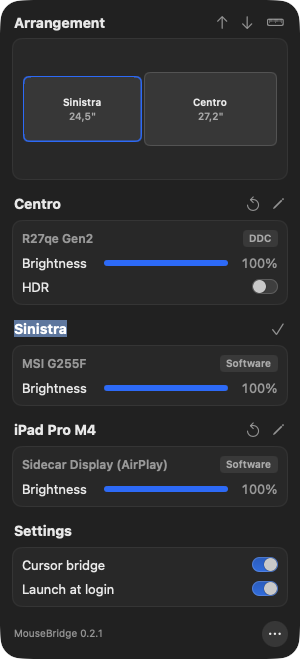 Arrangement
Sinistra
24,5"
Centro
27,2"
Centro
R27qe Gen2
DDC
Brightness
100%
HDR
Sinistra
MSI G255F
Software
Brightness
100%
iPad Pro M4
Sidecar Display (AirPlay)
Software
Brightness
100%
Settings
Cursor bridge
Launch at login
MouseBridge 0.2.1